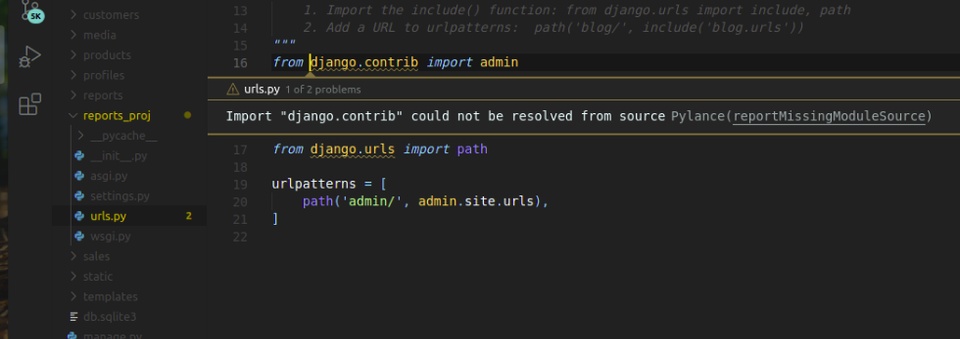 5K
customers
media
products
profiles
reports
reports_proj
__pycache__
__init__.py
asgi.py
settings.py
urls.py 2
wsgi.py
sales
static
templates
db.sqlite3
manage.py
13 1. Import the include() function: from django.urls import include, path
14 2. Add a URL to urlpatterns: path('blog/', include('blog.urls'))
15 """
16 from django.contrib import admin
urls.py 1 of 2 problems
Import "django.contrib" could not be resolved from source Pylance(reportMissingModuleSource)
17 from django.urls import path
18
19 urlpatterns = [
20 path('admin/', admin.site.urls),
21 ]
22